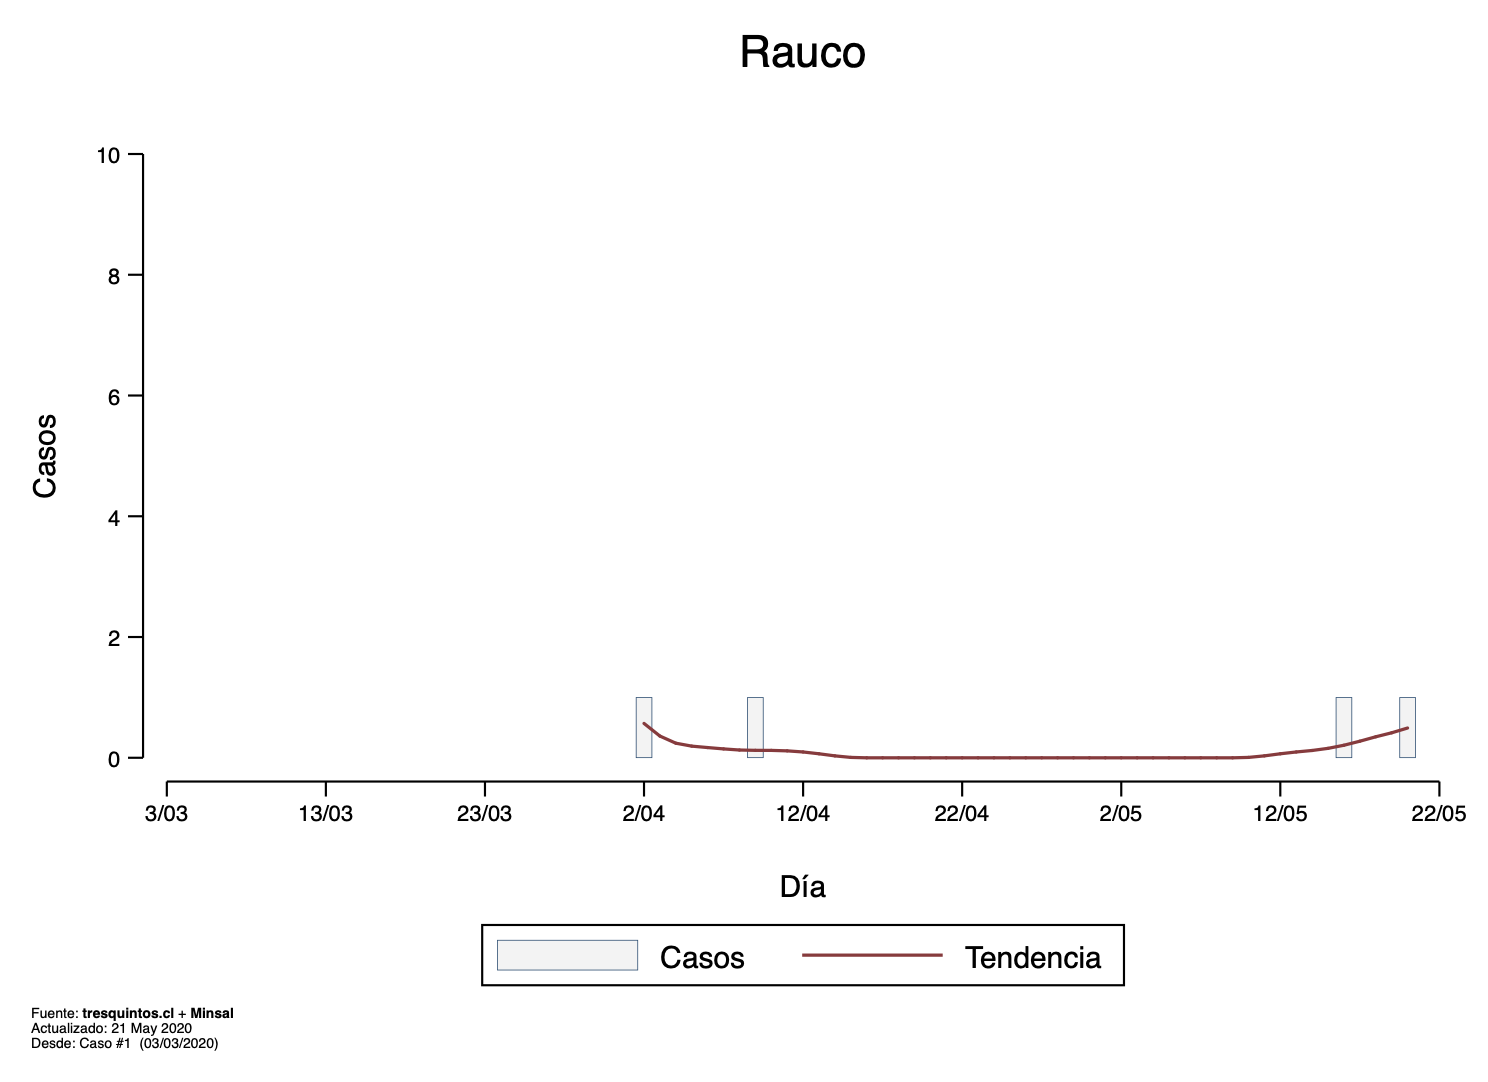 Rauco
10
8
6
4
2
0
Casos
3/03 13/03 23/03 2/04 12/04 22/04 2/05 12/05 22/05
Día
Casos Tendencia
Fuente: tresquintos.cl + Minsal
Actualizado: 21 May 2020
Desde: Caso #1 (03/03/2020)